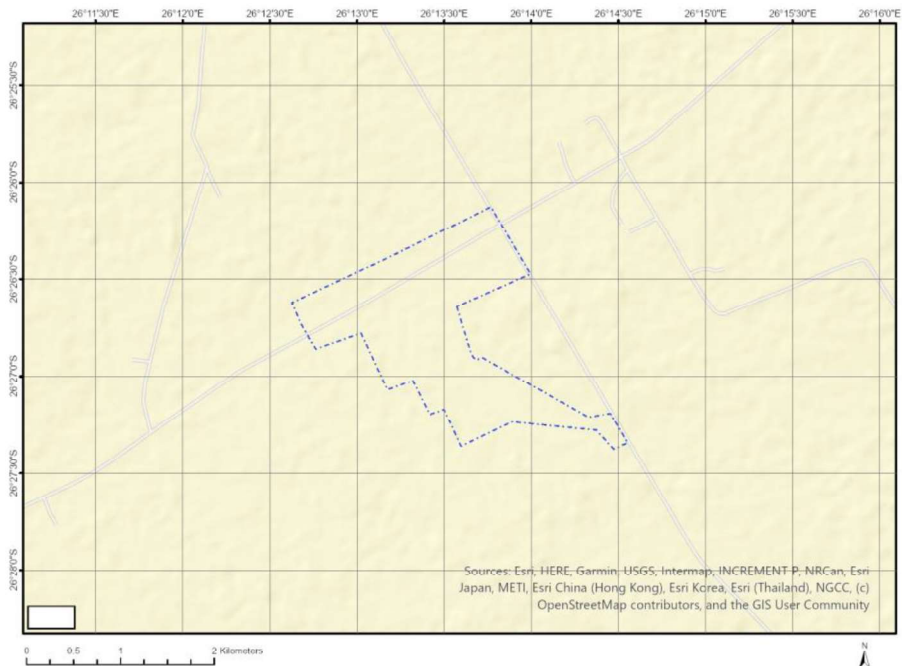 26°11'30"E 26°12'0"E 26°12'30"E 26°13'0"E 26°13'30"E 26°14'0"E 26°14'30"E 26°15'0"E 26°15'30"E 26°16'0"E
26°25'30"S
26°26'0"S
26°26'30"S
26°27'0"S
26°27'30"S
26°28'0"S
Sources: Esri, HERE, Garmin, USGS, Intermap, INCREMENT P, NRCan, Esri
Japan, METI, Esri China (Hong Kong), Esri Korea, Esri (Thailand), NGCC, (c)
OpenStreetMap contributors, and the GIS User Community
0 0.5 1 2 Kilometers
N